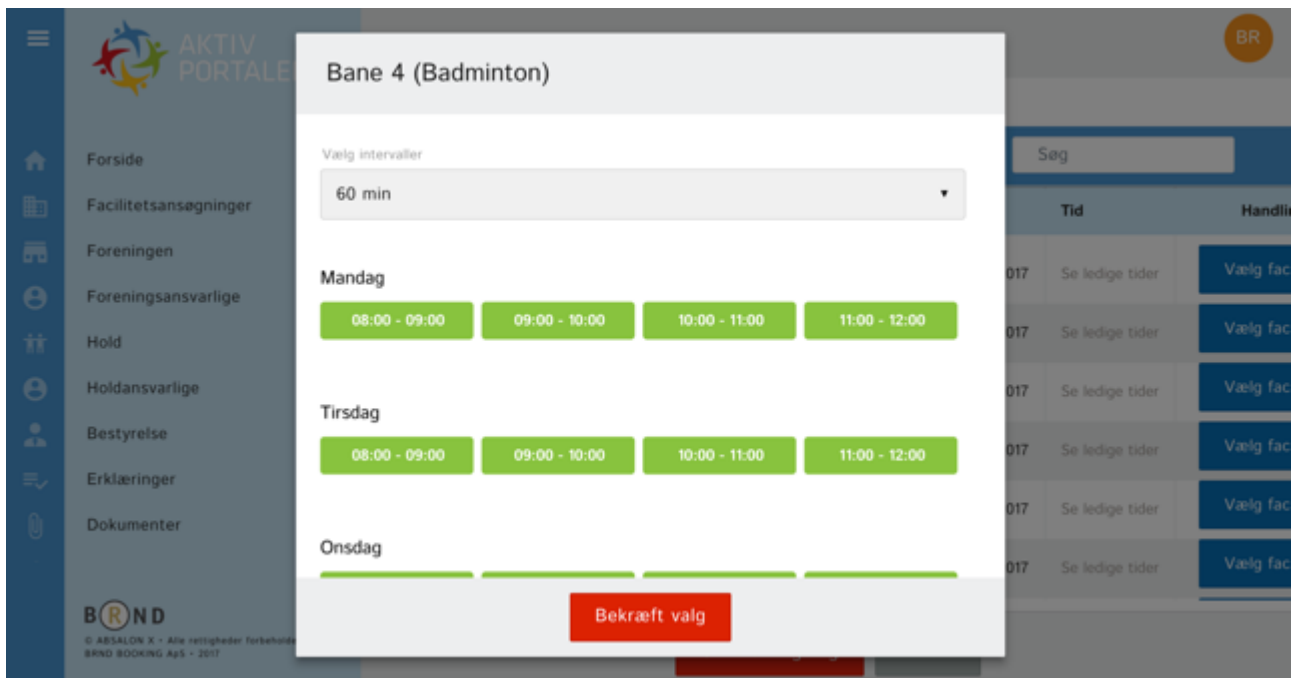 BR
AKTIV
PORTALE
Bane 4 (Badminton)
Vælg intervaller
60 min
Mandag
08:00 - 09:00 09:00 - 10:00 10:00 - 11:00 11:00 - 12:00
Tirsdag
08:00 - 09:00 09:00 - 10:00 10:00 - 11:00 11:00 - 12:00
Onsdag
Bekræft valg
Forside
Facilitetsansøgninger
Foreningen
Foreningsansvarlige
Hold
Holdansvarlige
Bestyrelse
Erklæringer
Dokumenter
BRND
© ABSALON X - Alle rettigheder forbeholde
BRND BOOKING ApS - 2017
Søg
Tid Handlin
017 Se ledige tider Vælg fac
017 Se ledige tider Vælg fac
017 Se ledige tider Vælg fac
017 Se ledige tider Vælg fac
017 Se ledige tider Vælg fac
017 Se ledige tider Vælg fac